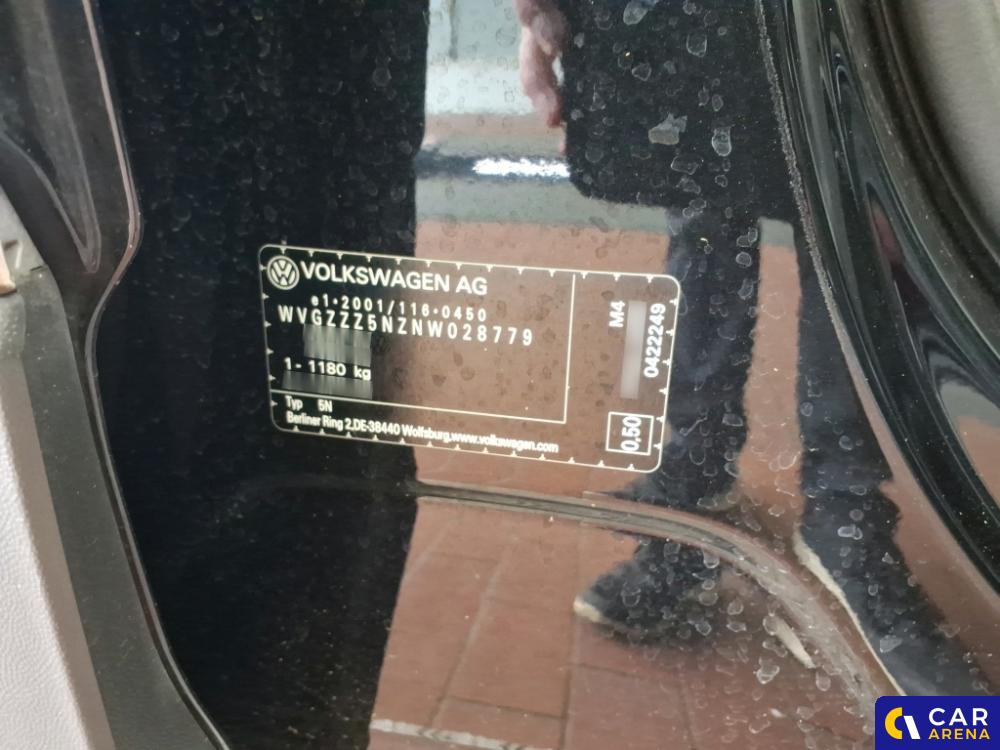 VOLKSWAGEN AG
e1*2001/116*0450
WVGZZZ5NZNW028779
1 - 1180 kg
Typ 5N
Berliner Ring 2,DE-38440 Wolfsburg,www.volkswagen.com
M4
0422249
0.50
CAR
ARENA